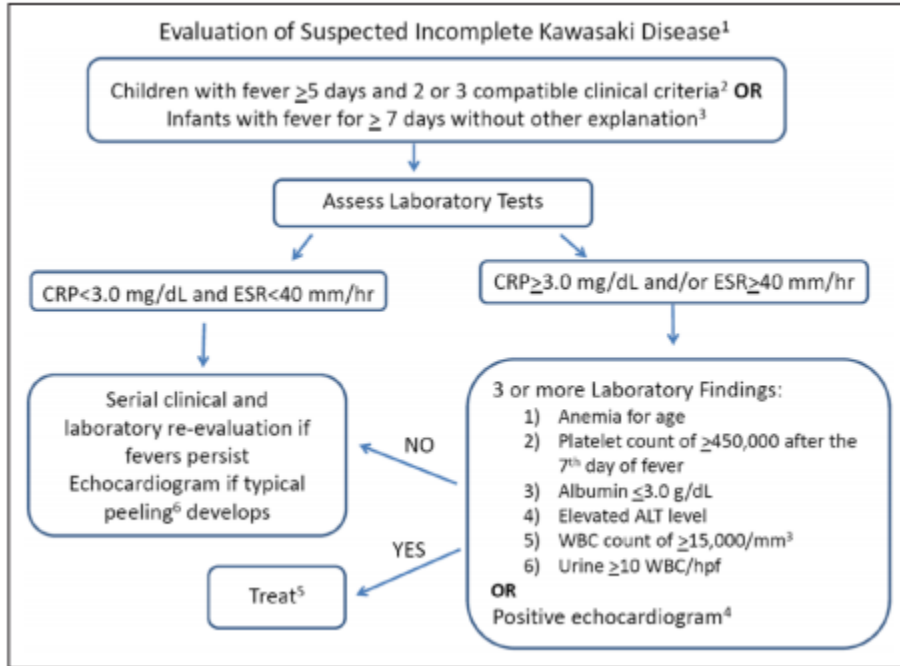 Evaluation of Suspected Incomplete Kawasaki Disease¹
Children with fever ≥5 days and 2 or 3 compatible clinical criteria² OR
Infants with fever for ≥ 7 days without other explanation³
Assess Laboratory Tests
CRP<3.0 mg/dL and ESR<40 mm/hr
CRP≥3.0 mg/dL and/or ESR≥40 mm/hr
Serial clinical and
laboratory re-evaluation if
fevers persist
Echocardiogram if typical
peeling⁶ develops
NO
YES
Treat⁵
3 or more Laboratory Findings:
1) Anemia for age
2) Platelet count of ≥450,000 after the
7th day of fever
3) Albumin ≤3.0 g/dL
4) Elevated ALT level
5) WBC count of ≥15,000/mm³
6) Urine ≥10 WBC/hpf
OR
Positive echocardiogram⁴